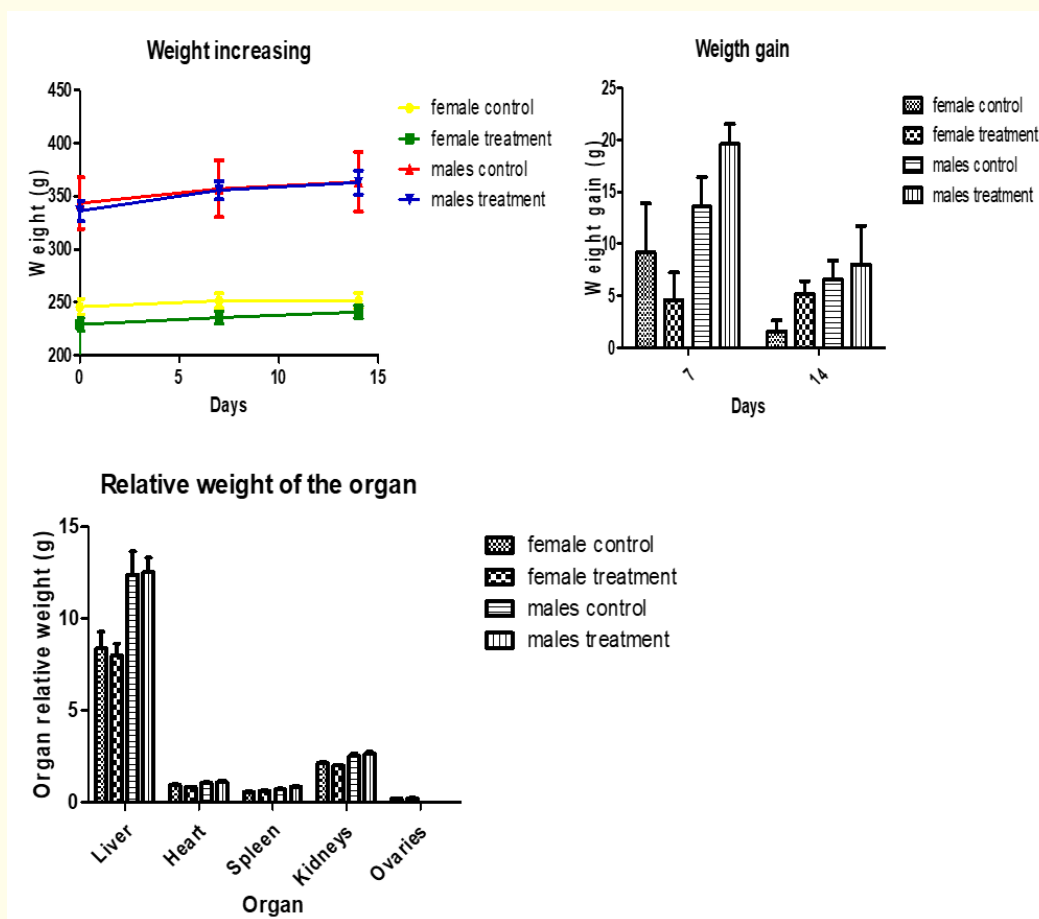 Weight increasing
Weight (g)
450
400
350
300
250
200
0
5
10
15
Days
female control
female treatment
males control
males treatment
Weigth gain
Weight gain (g)
25
20
15
10
5
0
7
14
Days
female control
female treatment
males control
males treatment
Relative weight of the organ
Organ relative weight (g)
15
10
5
0
Liver
Heart
Spleen
Kidneys
Ovaries
Organ
female control
female treatment
males control
males treatment